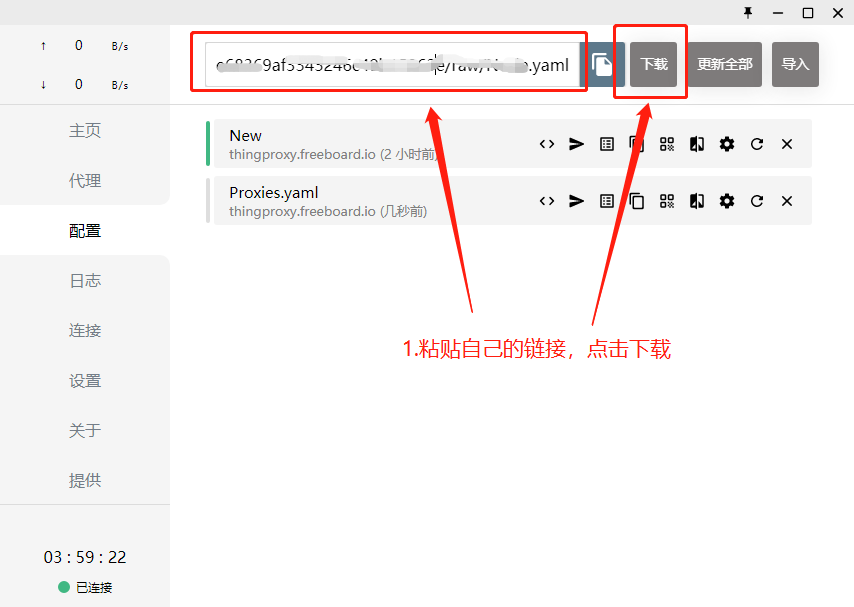 ↑ 0 B/s
↓ 0 B/s
.yaml
下载
更新全部
导入
主页
代理
配置
日志
连接
设置
关于
提供
New
thingproxy.freeboard.io (2 小时前)
Proxies.yaml
thingproxy.freeboard.io (几秒前)
1.粘贴自己的链接，点击下载
03 : 59 : 22
已连接